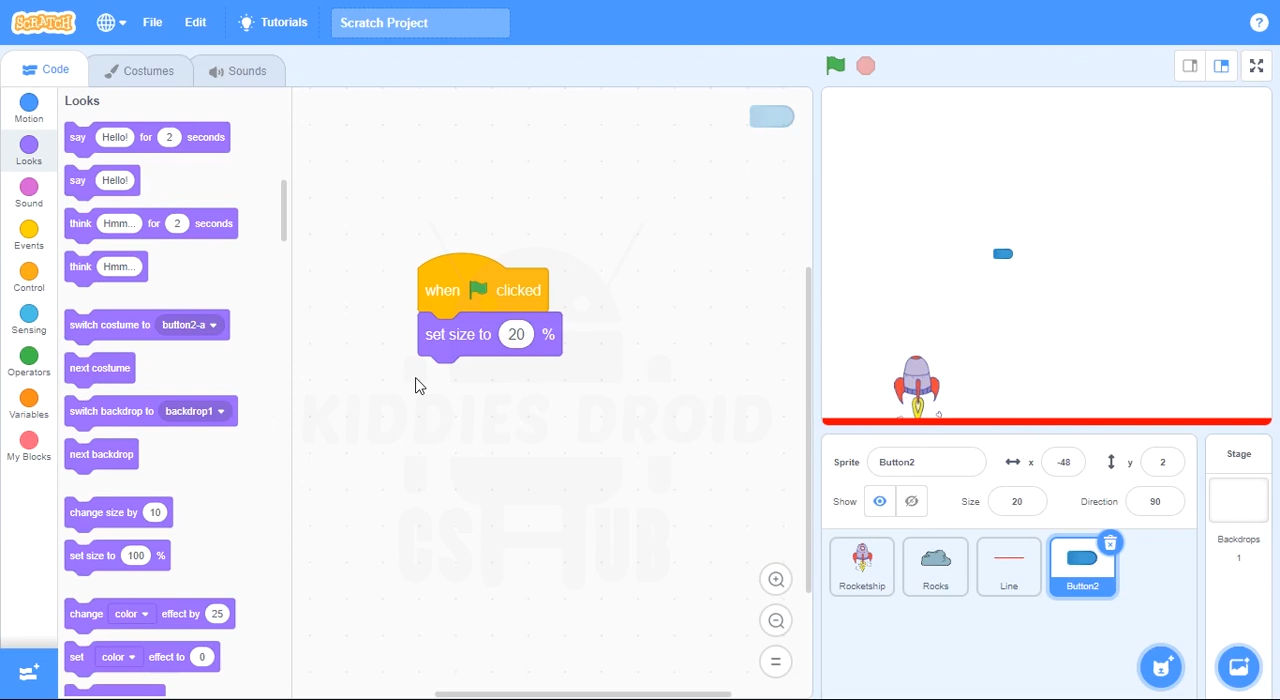 SCRATCH
File
Edit
Tutorials
Scratch Project
?
Code
Costumes
Sounds
Motion
Looks
Sound
Events
Control
Sensing
Operators
Variables
My Blocks
Looks
say Hello! for 2 seconds
say Hello!
think Hmm... for 2 seconds
think Hmm...
switch costume to button2-a
next costume
switch backdrop to backdrop1
next backdrop
change size by 10
set size to 100 %
change color effect by 25
set color effect to 0
when clicked
set size to 20 %
KIDDIES DROID
CS HUB
Sprite Button2
x -48
y 2
Show
Size 20
Direction 90
Rocketship
Rocks
Line
Button2
Stage
Backdrops
1